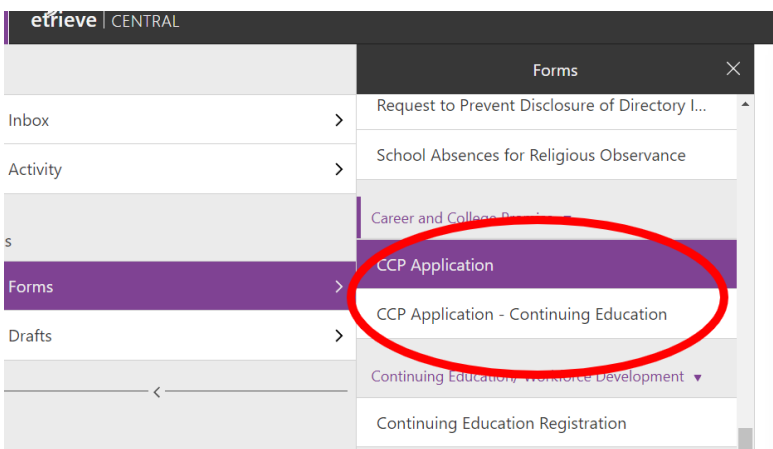 etrieve | CENTRAL
Forms
Inbox
Activity
s
Forms
Drafts
Request to Prevent Disclosure of Directory I...
School Absences for Religious Observance
Career and College
CCP Application
CCP Application - Continuing Education
Continuing Education/ Workforce Development
Continuing Education Registration